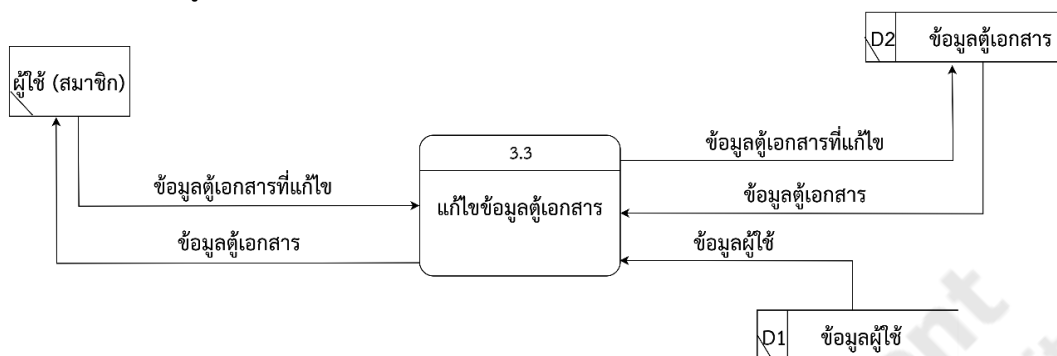 D2 ข้อมูลตู้เอกสาร
ผู้ใช้ (สมาชิก)
ข้อมูลตู้เอกสารที่แก้ไข
3.3
ข้อมูลตู้เอกสารที่แก้ไข
ข้อมูลตู้เอกสาร
แก้ไขข้อมูลตู้เอกสาร
ข้อมูลตู้เอกสาร
ข้อมูลผู้ใช้
D1 ข้อมูลผู้ใช้